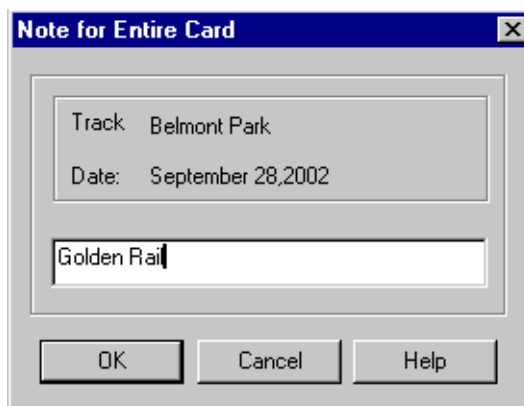 Note for Entire Card
Track Belmont Park
Date: September 28,2002
Golden Rail
OK Cancel Help